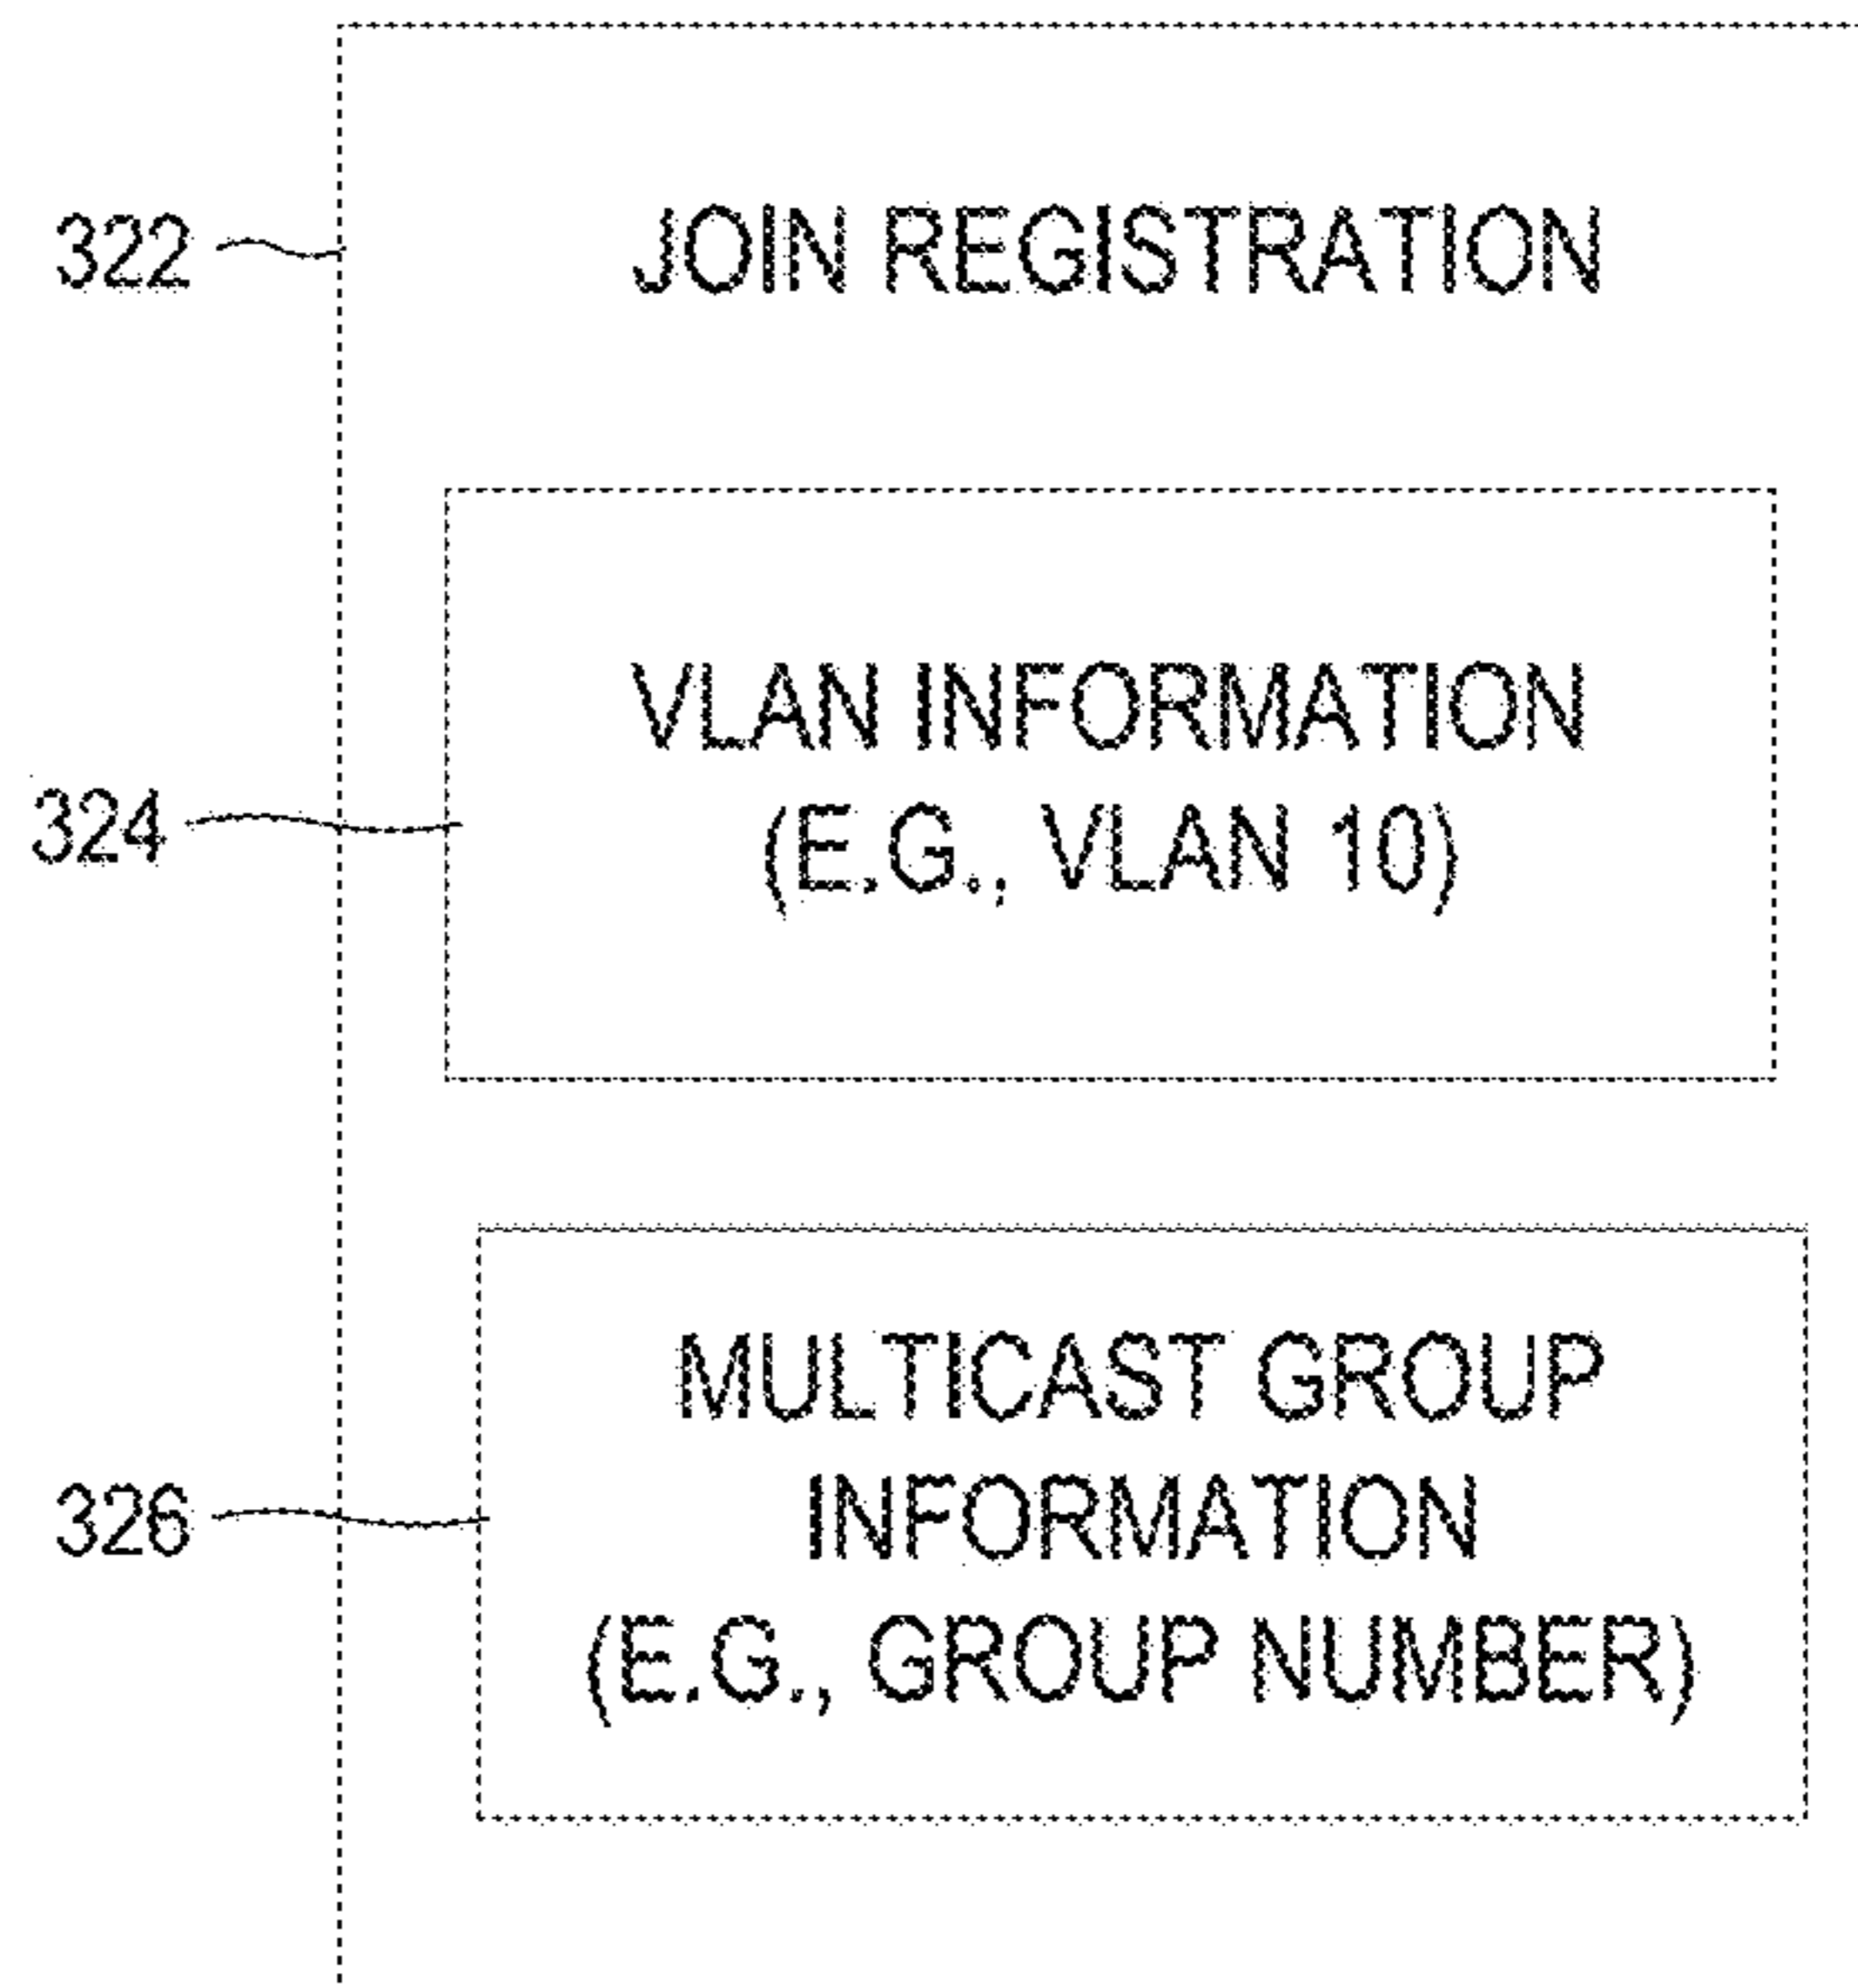 322 JOIN REGISTRATION
VLAN INFORMATION
324 (E.G., VLAN 10)
MULTICAST GROUP
326 INFORMATION
(E.G., GROUP NUMBER)